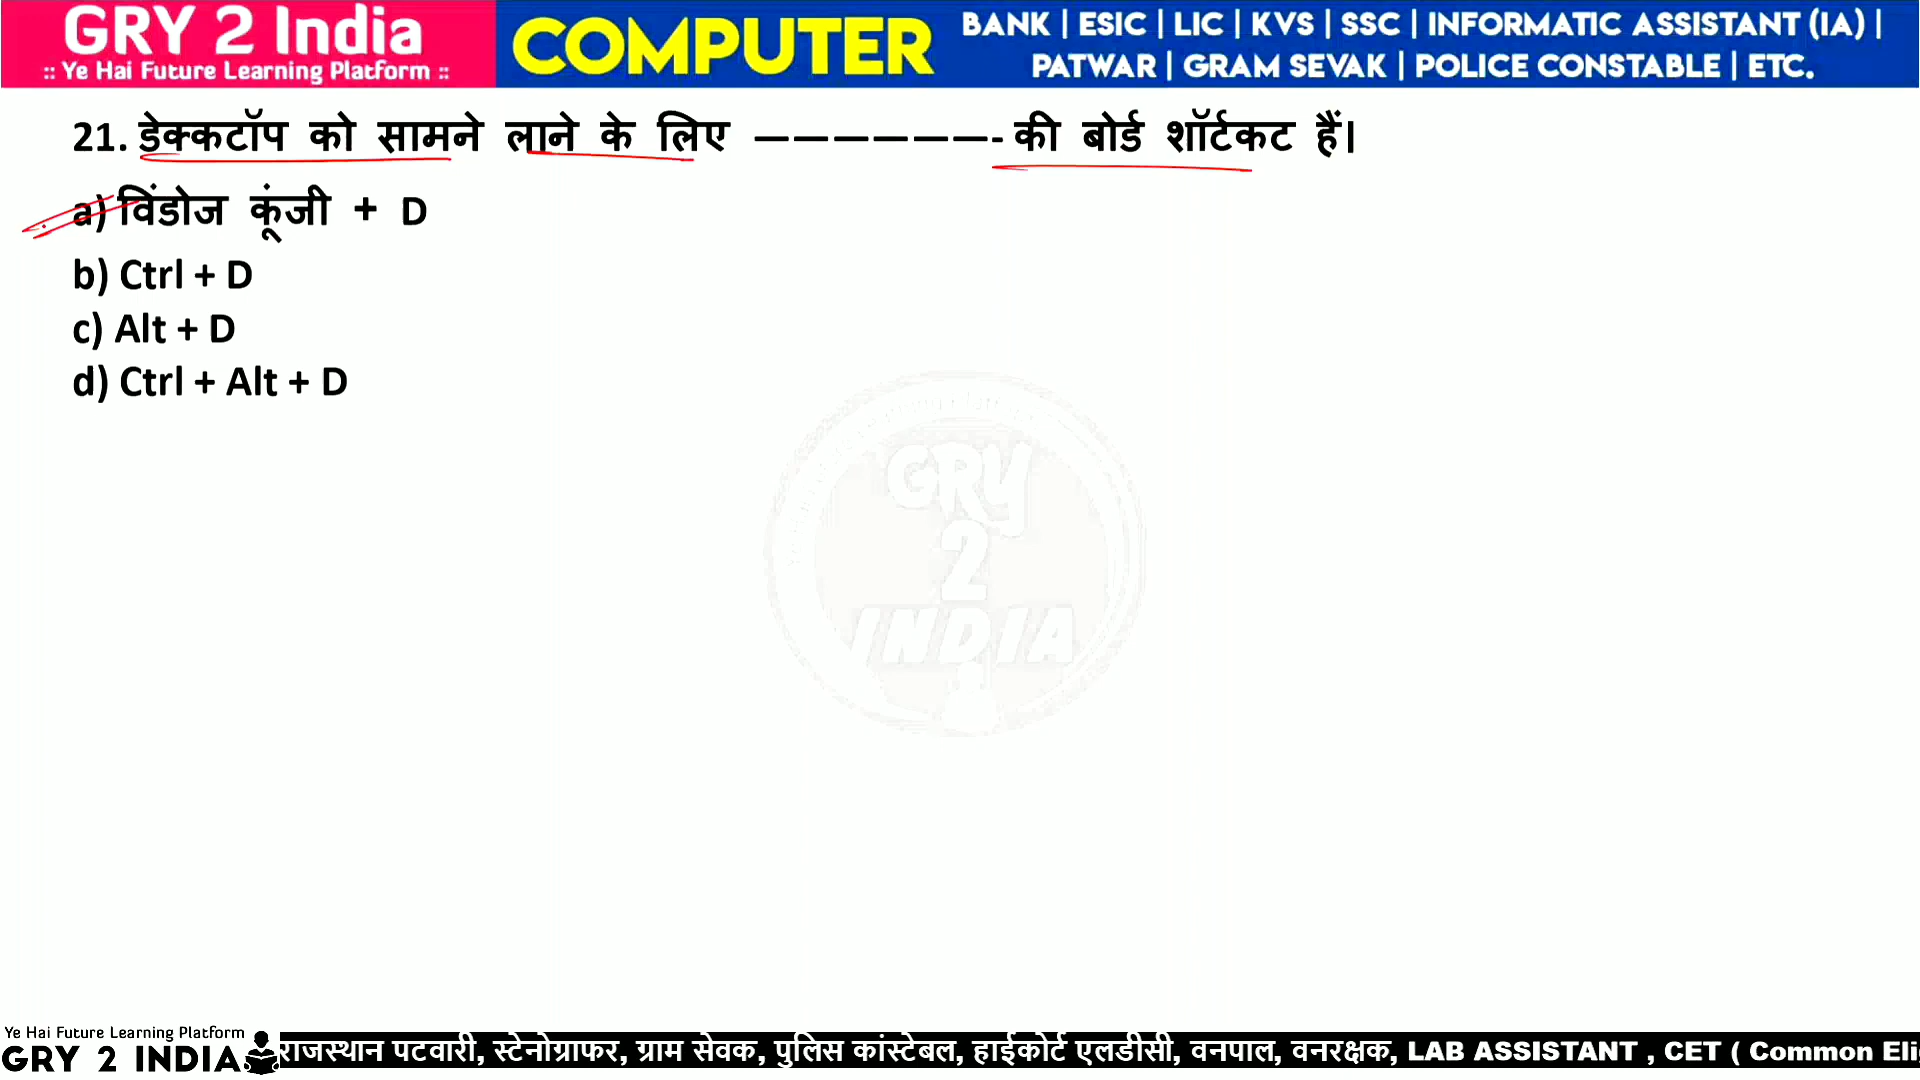 GRY 2 India
:: Ye Hai Future Learning Platform ::
COMPUTER
BANK | ESIC | LIC | KVS | SSC | INFORMATIC ASSISTANT (IA) |
PATWAR | GRAM SEVAK | POLICE CONSTABLE | ETC.
21. डेक्कटॉप को सामने लाने के लिए ——————- की बोर्ड शॉर्टकट हैं।
a) विंडोज कूंजी + D
b) Ctrl + D
c) Alt + D
d) Ctrl + Alt + D
GRY
2
INDIA
Ye Hai Future Learning Platform
GRY 2 INDIA
राजस्थान पटवारी, स्टेनोग्राफर, ग्राम सेवक, पुलिस कांस्टेबल, हाईकोर्ट एलडीसी, वनपाल, वनरक्षक, LAB ASSISTANT , CET ( Common Eli